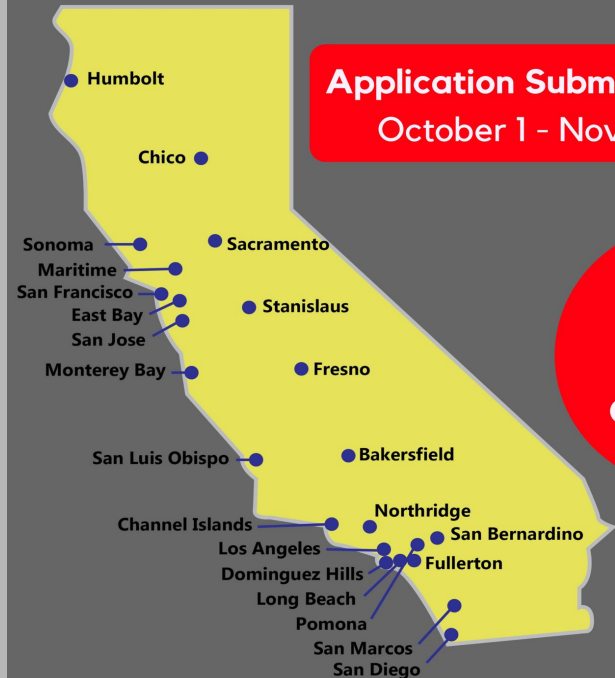 Humbolt
Application Subm
October 1 - Nov
Chico
Sonoma
Sacramento
Maritime
San Francisco
East Bay
Stanislaus
San Jose
Monterey Bay
Fresno
San Luis Obispo
Bakersfield
Northridge
Channel Islands
San Bernardino
Los Angeles
Fullerton
Dominguez Hills
Long Beach
Pomona
San Marcos
San Diego